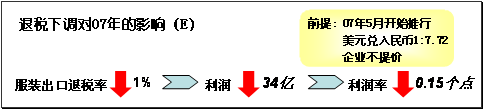 退税下调对07年的影响（E）
前提：07年5月开始推行
美元兑人民币1:7.72
企业不提价
服装出口退税率 1% 利润 34亿 利润率 0.15个点